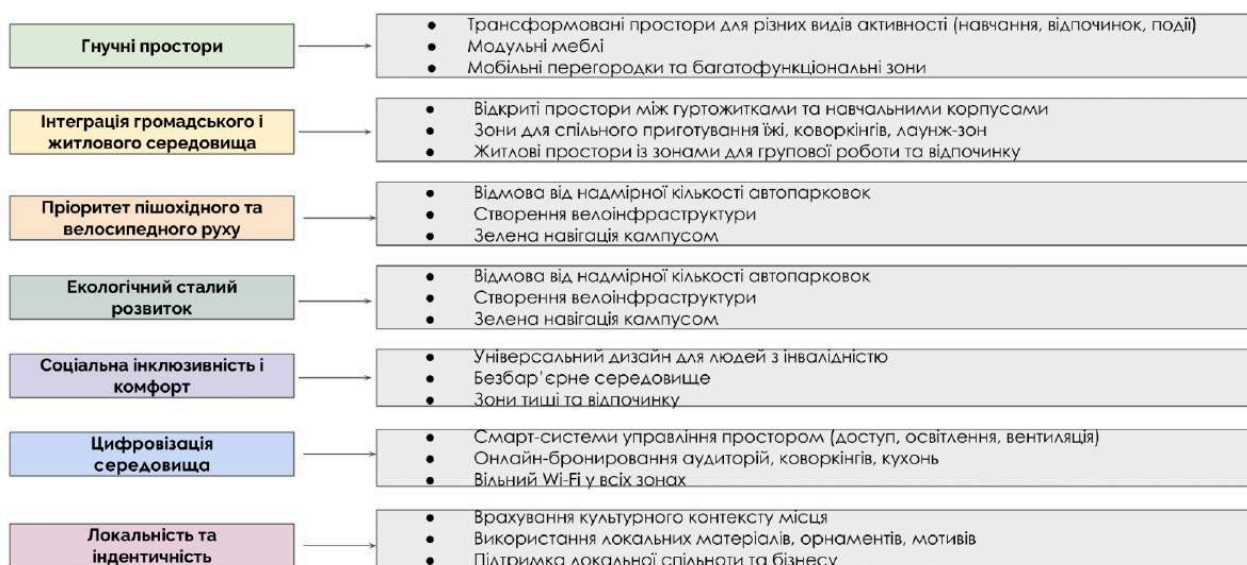 Гнучні простори
● Трансформовані простори для різних видів активності (навчання, відпочинок, події)
● Модульні меблі
● Мобільні перегородки та багатофункціональні зони
Інтеграція громадського і
житлового середовища
● Відкриті простори між гуртожитками та навчальними корпусами
● Зони для спільного приготування їжі, коворкінгів, лаунж-зон
● Житлові простори із зонами для групової роботи та відпочинку
Пріоритет пішохідного та
велосипедного руху
● Відмова від надмірної кількості автопарковок
● Створення велоінфраструктури
● Зелена навігація кампусом
Екологічний сталий
розвиток
● Відмова від надмірної кількості автопарковок
● Створення велоінфраструктури
● Зелена навігація кампусом
Соціальна інклюзивність і
комфорт
● Універсальний дизайн для людей з інвалідністю
● Безбар'єрне середовище
● Зони тиші та відпочинку
Цифровізація
середовища
● Смарт-системи управління простором (доступ, освітлення, вентиляція)
● Онлайн-бронировання аудиторій, коворкінгів, кухонь
● Вільний Wi-Fi у всіх зонах
Локальність та
індентичність
● Врахування культурного контексту місця
● Використання локальних матеріалів, орнаментів, мотивів
● Підтримка локальної спільноти та бізнесу